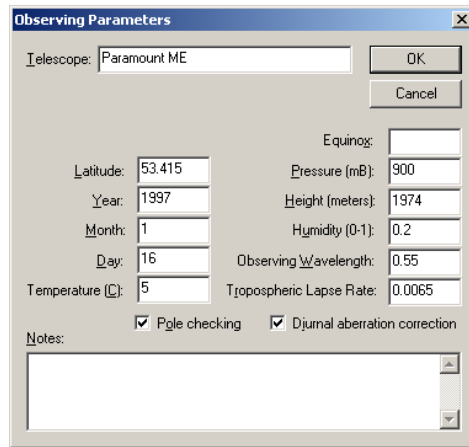 Observing Parameters
Telescope: Paramount ME
OK
Cancel
Equinox:
Latitude: 53.415
Pressure (mB): 900
Year: 1997
Height (meters): 1974
Month: 1
Humidity (0-1): 0.2
Day: 16
Observing Wavelength: 0.55
Temperature (C): 5
Tropospheric Lapse Rate: 0.0065
Pole checking
Diurnal aberration correction
Notes: